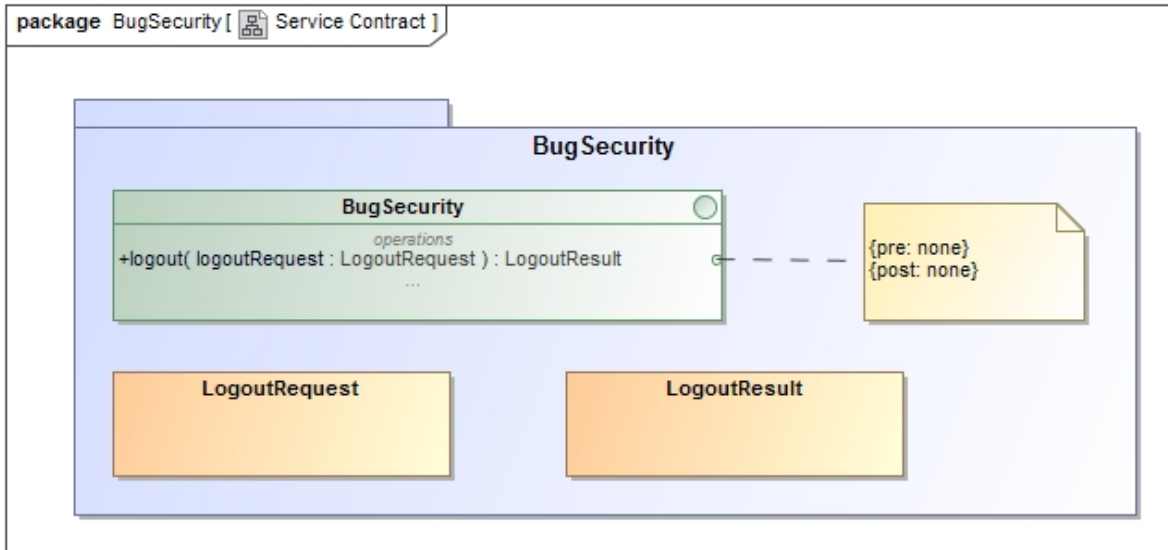 package BugSecurity [ Service Contract ]
BugSecurity
BugSecurity
operations
+logout( logoutRequest : LogoutRequest ) : LogoutResult
...
{pre: none}
{post: none}
LogoutRequest
LogoutResult